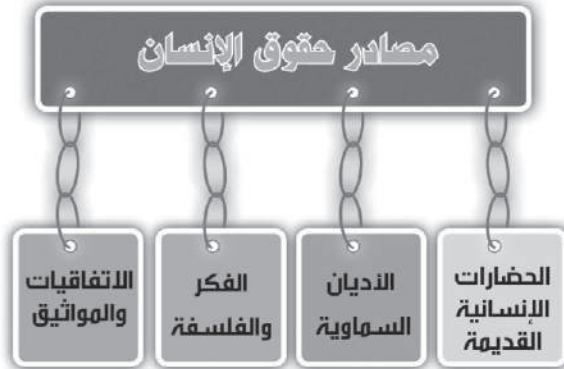 مصادر حقوق الإنسان
الحضارات
الإنسانية
القديمة
الأديان
السماوية
الفكر
والفلسفة
الاتفاقيات
والمواثيق